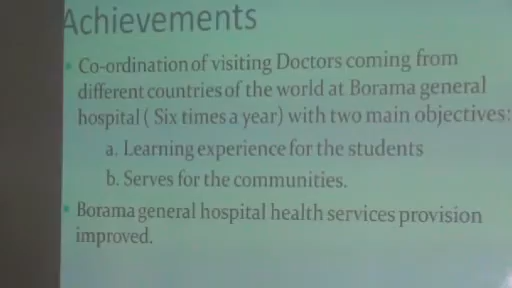 Achievements
Co-ordination of visiting Doctors coming from
different countries of the world at Borama general
hospital ( Six times a year) with two main objectives:
a. Learning experience for the students
b. Serves for the communities.
Borama general hospital health services provision
improved.